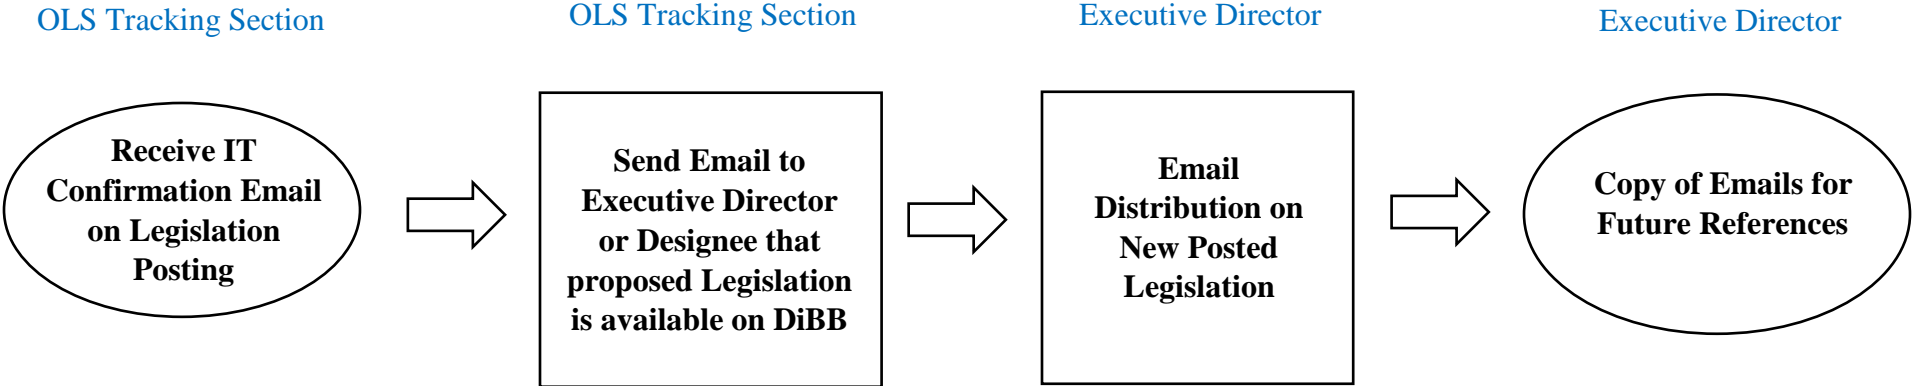 OLS Tracking Section
OLS Tracking Section
Executive Director
Executive Director
Receive IT
Confirmation Email
on Legislation
Posting
Send Email to
Executive Director
or Designee that
proposed Legislation
is available on DiBB
Email
Distribution on
New Posted
Legislation
Copy of Emails for
Future References